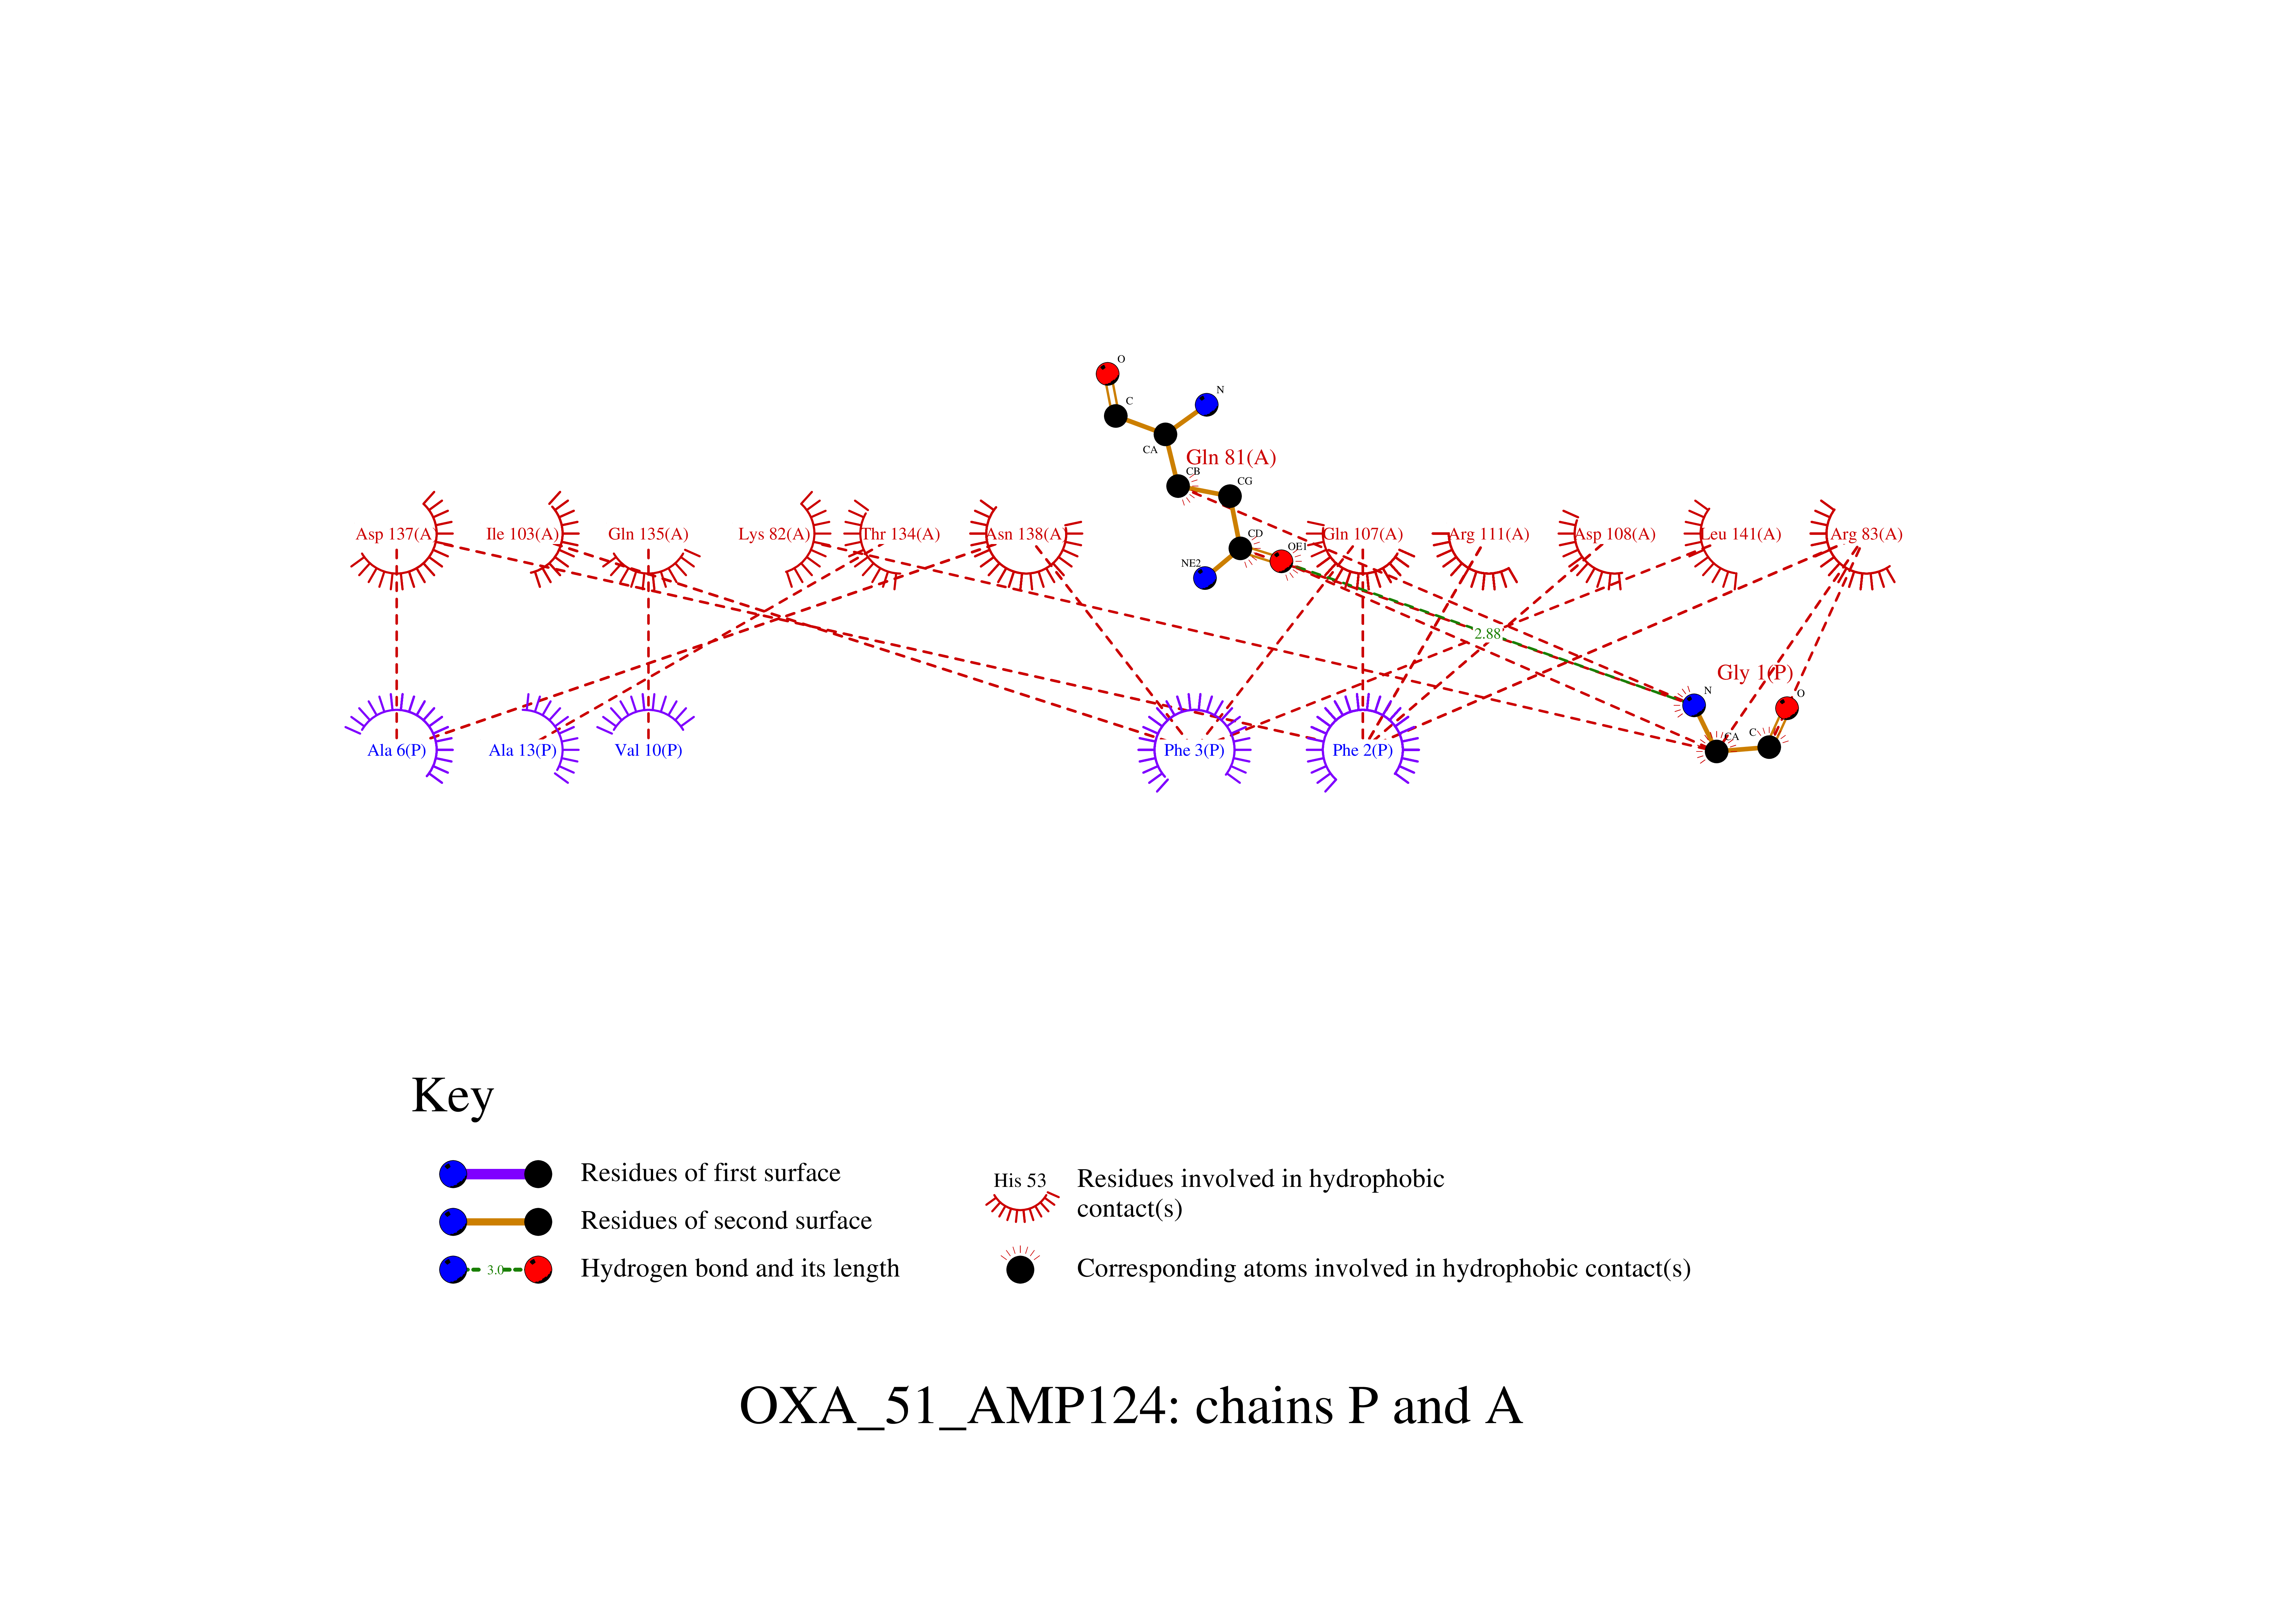 O
N
C
CA
Gln 81(A)
CB
CG
Asp 137(A)
Ile 103(A)
Gln 135(A)
Lys 82(A)
Thr 134(A)
Asn 138(A)
CD
OE1
NE2
Gln 107(A)
Arg 111(A)
Asp 108(A)
Leu 141(A)
Arg 83(A)
2.88
Gly 1(P)
N
O
CA
C
Ala 6(P)
Ala 13(P)
Val 10(P)
Phe 3(P)
Phe 2(P)
Key
Residues of first surface
Residues of second surface
3.0
Hydrogen bond and its length
His 53
Residues involved in hydrophobic
contact(s)
Corresponding atoms involved in hydrophobic contact(s)
OXA_51_AMP124: chains P and A